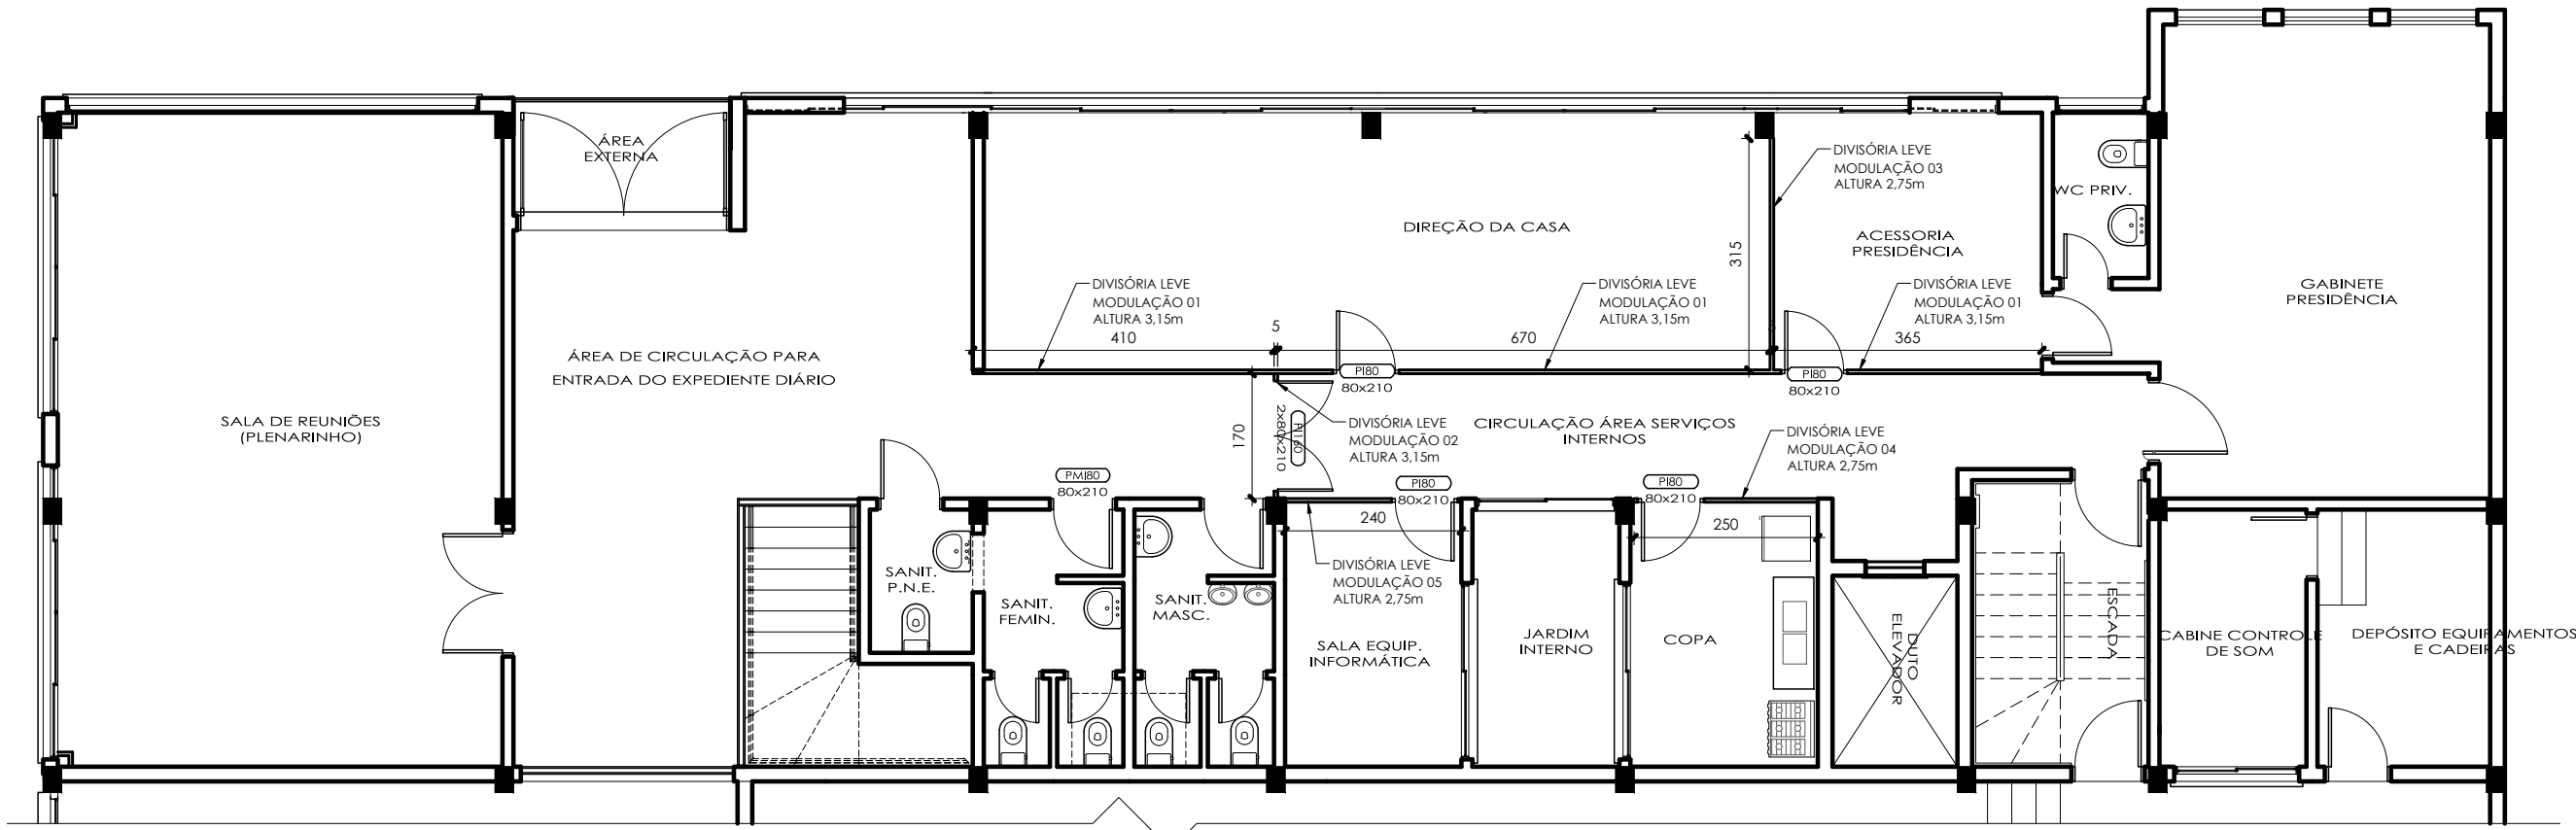 ÁREA
EXTERNA
DIVISÓRIA LEVE
MODULAÇÃO 03
ALTURA 2,75m
WC PRIV.
DIREÇÃO DA CASA
315
ACESSORIA
PRESIDÊNCIA
DIVISÓRIA LEVE
MODULAÇÃO 01
ALTURA 3,15m
DIVISÓRIA LEVE
MODULAÇÃO 01
ALTURA 3,15m
DIVISÓRIA LEVE
MODULAÇÃO 01
ALTURA 3,15m
GABINETE
PRESIDÊNCIA
410
5
670
5
365
ÁREA DE CIRCULAÇÃO PARA
ENTRADA DO EXPEDIENTE DIÁRIO
PI80
80x210
PI80
80x210
SALA DE REUNIÕES
(PLENARINHO)
170
2x80x210
PI160
DIVISÓRIA LEVE
MODULAÇÃO 02
ALTURA 3,15m
CIRCULAÇÃO ÁREA SERVIÇOS
INTERNOS
DIVISÓRIA LEVE
MODULAÇÃO 04
ALTURA 2,75m
PMI80
80x210
PI80
80x210
PI80
80x210
240
250
DIVISÓRIA LEVE
MODULAÇÃO 05
ALTURA 2,75m
SANIT.
P.N.E.
SANIT.
FEMIN.
SANIT.
MASC.
SALA EQUIP.
INFORMÁTICA
JARDIM
INTERNO
COPA
DUTO
ELEVADOR
ESCADA
CABINE CONTROLE
DE SOM
DEPÓSITO EQUIPAMENTOS
E CADEIRAS